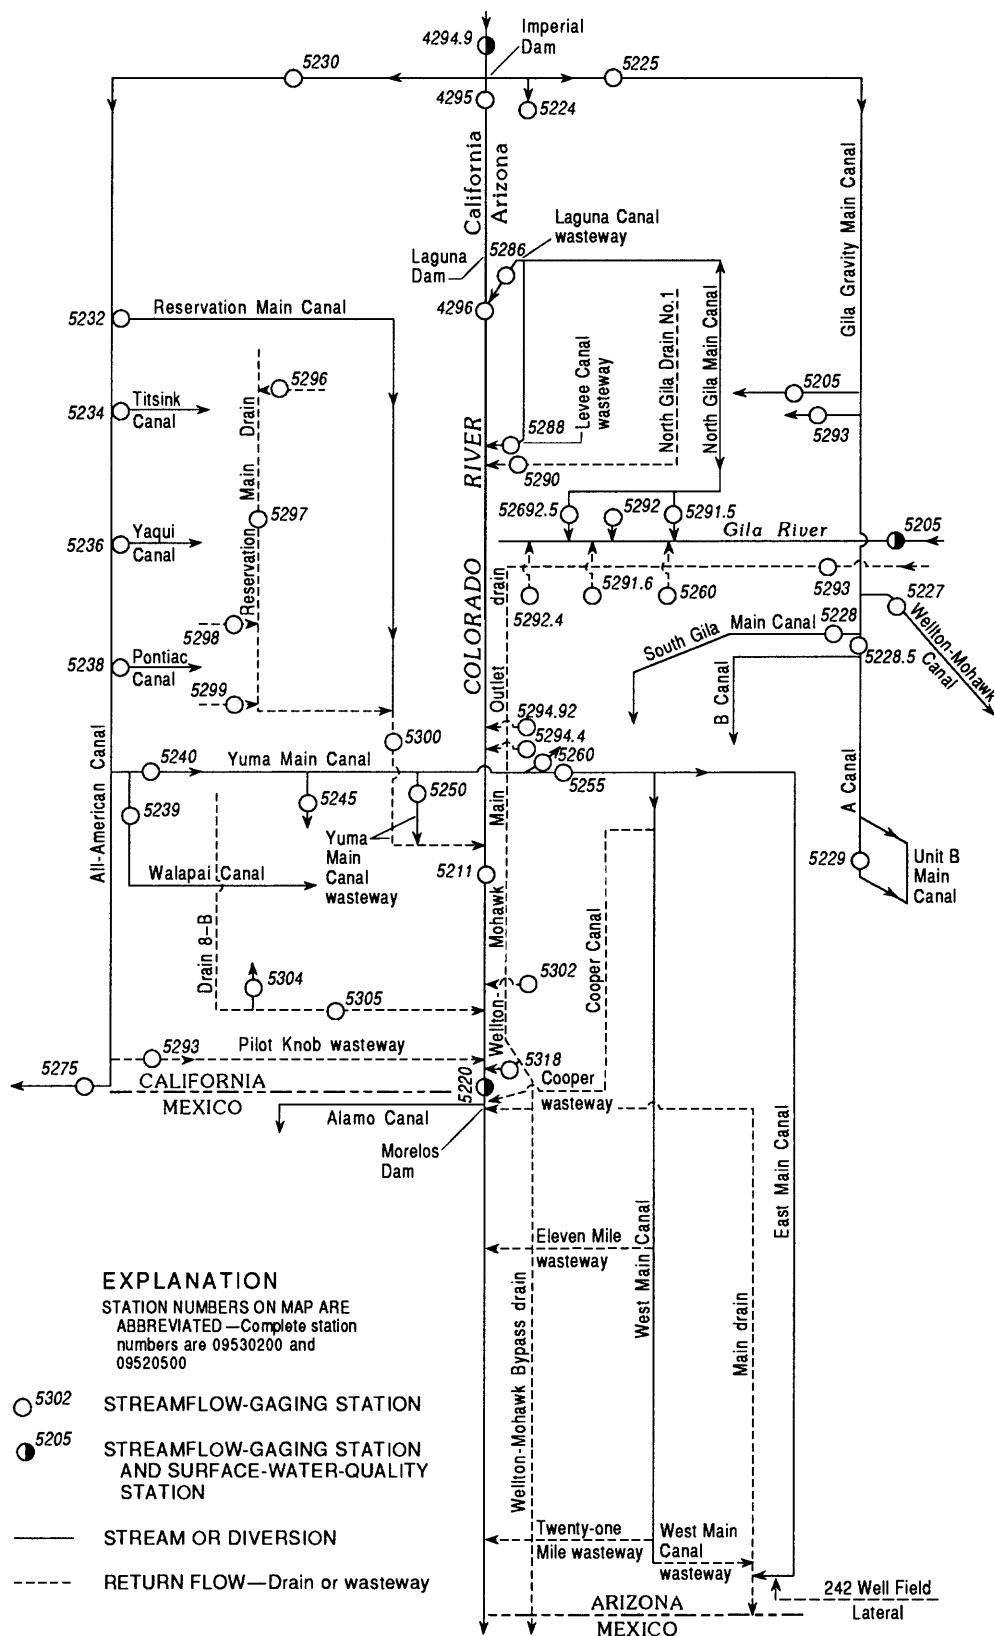 4294.9
Imperial
Dam
5230
5225
4295
5224
California
Arizona
Gila Gravity Main Canal
Laguna Canal
wasteway
5286
Laguna
Dam
4296
5232
Reservation Main Canal
5296
5234
Titsink
Canal
Reservation Main Drain
5297
Levee Canal
wasteway
North Gila Drain No.1
North Gila Main Canal
5205
5293
5288
5290
COLORADO RIVER
52692.5
5292
5291.5
Gila River
5205
5236
Yaqui
Canal
5291.6
5260
5292.4
5293
5227
Wellton-Mohawk
Canal
5298
5228
Main Canal
South Gila
5228.5
5238
Pontiac
Canal
5299
B Canal
5294.92
5294.4
5260
5300
5240
Yuma Main Canal
5255
A Canal
5239
5245
5250
All-American Canal
Yuma
Main
Canal
wasteway
Walapai Canal
5211
5229
Unit B
Main
Canal
Wellton-Mohawk Main Outlet drain
Cooper Canal
Drain 8-B
5304
5305
5302
5293
Pilot Knob wasteway
5318
Cooper
wasteway
5275
CALIFORNIA
MEXICO
5220
Alamo Canal
Morelos
Dam
East Main Canal
West Main Canal
Eleven Mile
wasteway
Main drain
Wellton-Mohawk Bypass drain
EXPLANATION
STATION NUMBERS ON MAP ARE
ABBREVIATED—Complete station
numbers are 09530200 and
09520500
5302
STREAMFLOW-GAGING STATION
5205
STREAMFLOW-GAGING STATION
AND SURFACE-WATER-QUALITY
STATION
STREAM OR DIVERSION
RETURN FLOW—Drain or wasteway
Twenty-one
Mile wasteway
West Main
Canal
wasteway
242 Well Field
Lateral
ARIZONA
MEXICO